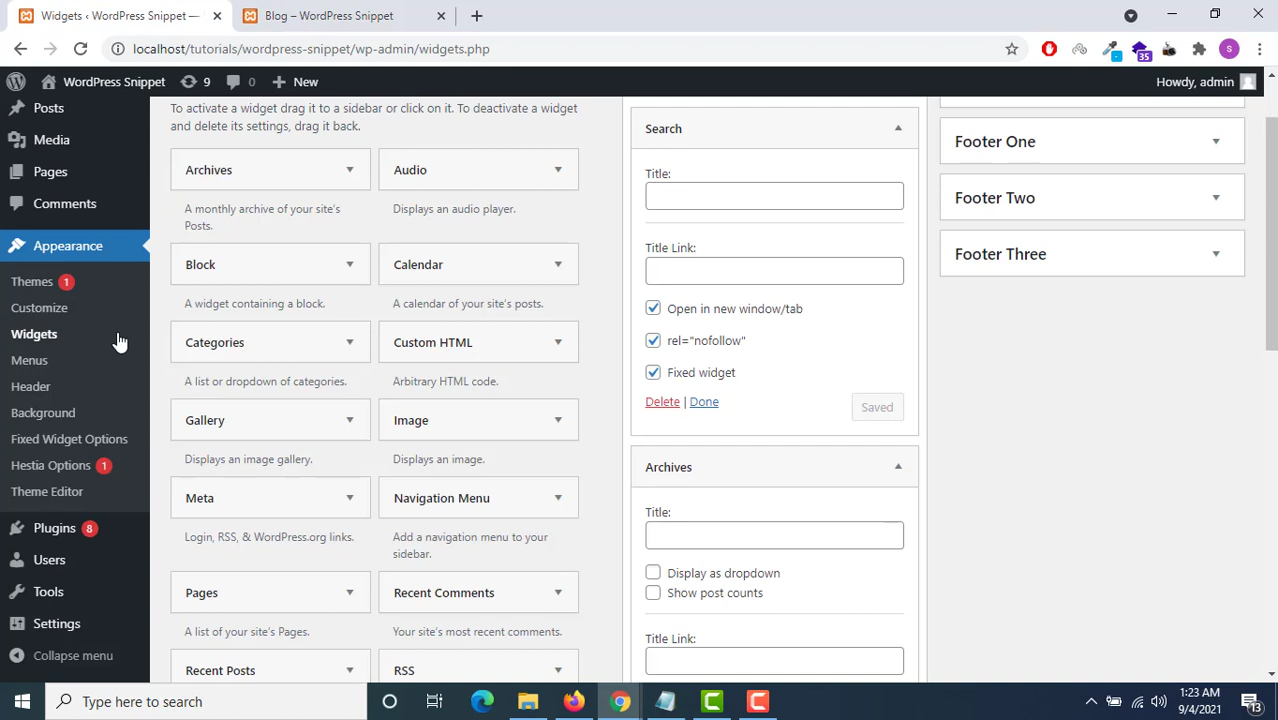 Widgets ‹ WordPress Snippet —
Blog – WordPress Snippet
localhost/tutorials/wordpress-snippet/wp-admin/widgets.php
35
S
WordPress Snippet
9
0
New
Howdy, admin
Posts
Media
Pages
Comments
Appearance
Themes 1
Customize
Widgets
Menus
Header
Background
Fixed Widget Options
Hestia Options 1
Theme Editor
Plugins 8
Users
Tools
Settings
Collapse menu
To activate a widget drag it to a sidebar or click on it. To deactivate a widget
and delete its settings, drag it back.
Archives
A monthly archive of your site's
Posts.
Audio
Displays an audio player.
Block
A widget containing a block.
Calendar
A calendar of your site's posts.
Categories
A list or dropdown of categories.
Custom HTML
Arbitrary HTML code.
Gallery
Displays an image gallery.
Image
Displays an image.
Meta
Login, RSS, & WordPress.org links.
Navigation Menu
Add a navigation menu to your
sidebar.
Pages
A list of your site's Pages.
Recent Comments
Your site's most recent comments.
Recent Posts
RSS
Search
Title:
Title Link:
Open in new window/tab
rel="nofollow"
Fixed widget
Delete | Done
Saved
Archives
Title:
Display as dropdown
Show post counts
Title Link:
Footer One
Footer Two
Footer Three
Type here to search
1:23 AM
9/4/2021
13